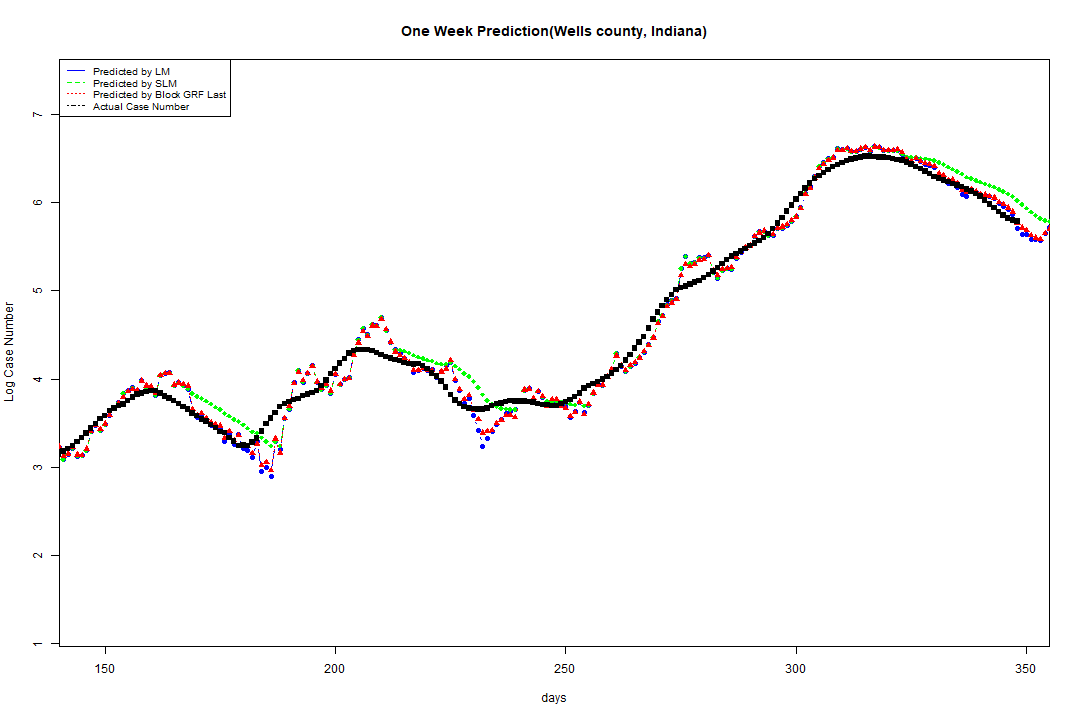 One Week Prediction(Wells county, Indiana)
Predicted by LM
Predicted by SLM
Predicted by Block GRF Last
Actual Case Number
7
6
5
4
3
2
1
Log Case Number
150 200 250 300 350
days